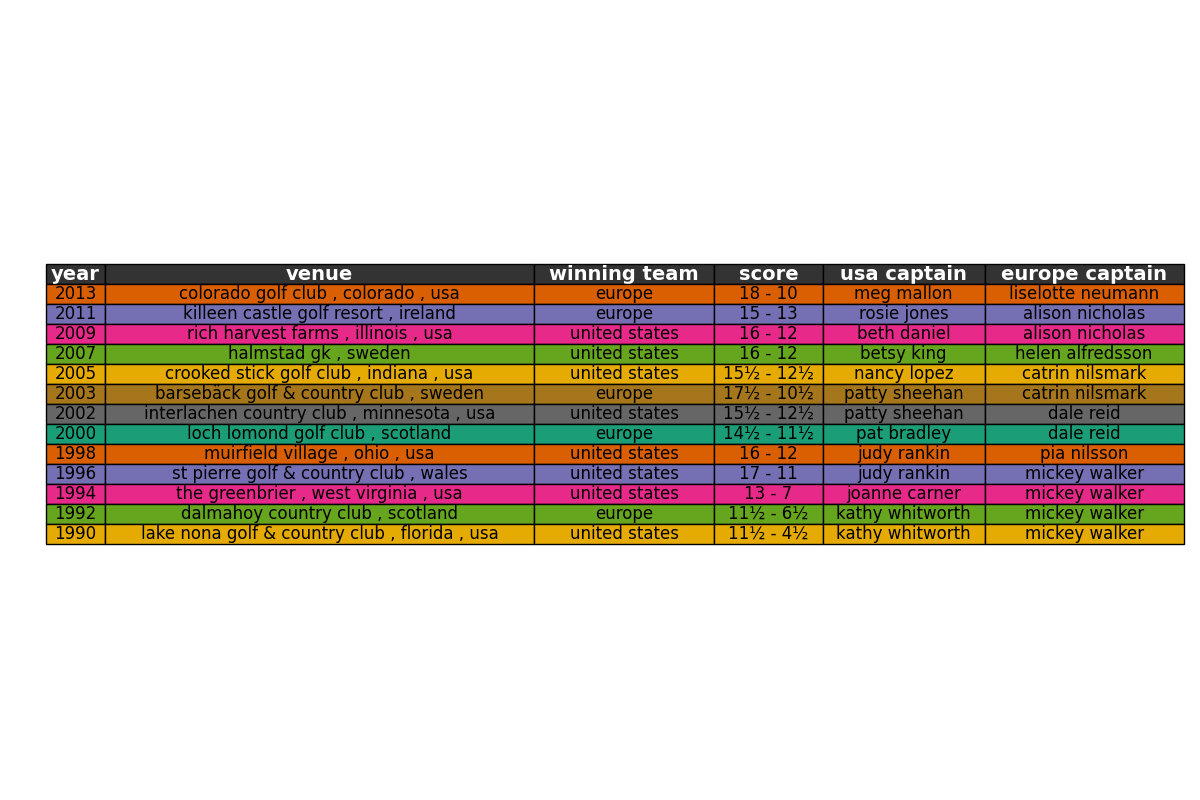 year venue winning team score usa captain europe captain
2013 colorado golf club , colorado , usa europe 18 - 10 meg mallon liselotte neumann
2011 killeen castle golf resort , ireland europe 15 - 13 rosie jones alison nicholas
2009 rich harvest farms , illinois , usa united states 16 - 12 beth daniel alison nicholas
2007 halmstad gk , sweden united states 16 - 12 betsy king helen alfredsson
2005 crooked stick golf club , indiana , usa united states 15½ - 12½ nancy lopez catrin nilsmark
2003 barsebäck golf & country club , sweden europe 17½ - 10½ patty sheehan catrin nilsmark
2002 interlachen country club , minnesota , usa united states 15½ - 12½ patty sheehan dale reid
2000 loch lomond golf club , scotland europe 14½ - 11½ pat bradley dale reid
1998 muirfield village , ohio , usa united states 16 - 12 judy rankin pia nilsson
1996 st pierre golf & country club , wales united states 17 - 11 judy rankin mickey walker
1994 the greenbrier , west virginia , usa united states 13 - 7 joanne carner mickey walker
1992 dalmahoy country club , scotland europe 11½ - 6½ kathy whitworth mickey walker
1990 lake nona golf & country club , florida , usa united states 11½ - 4½ kathy whitworth mickey walker